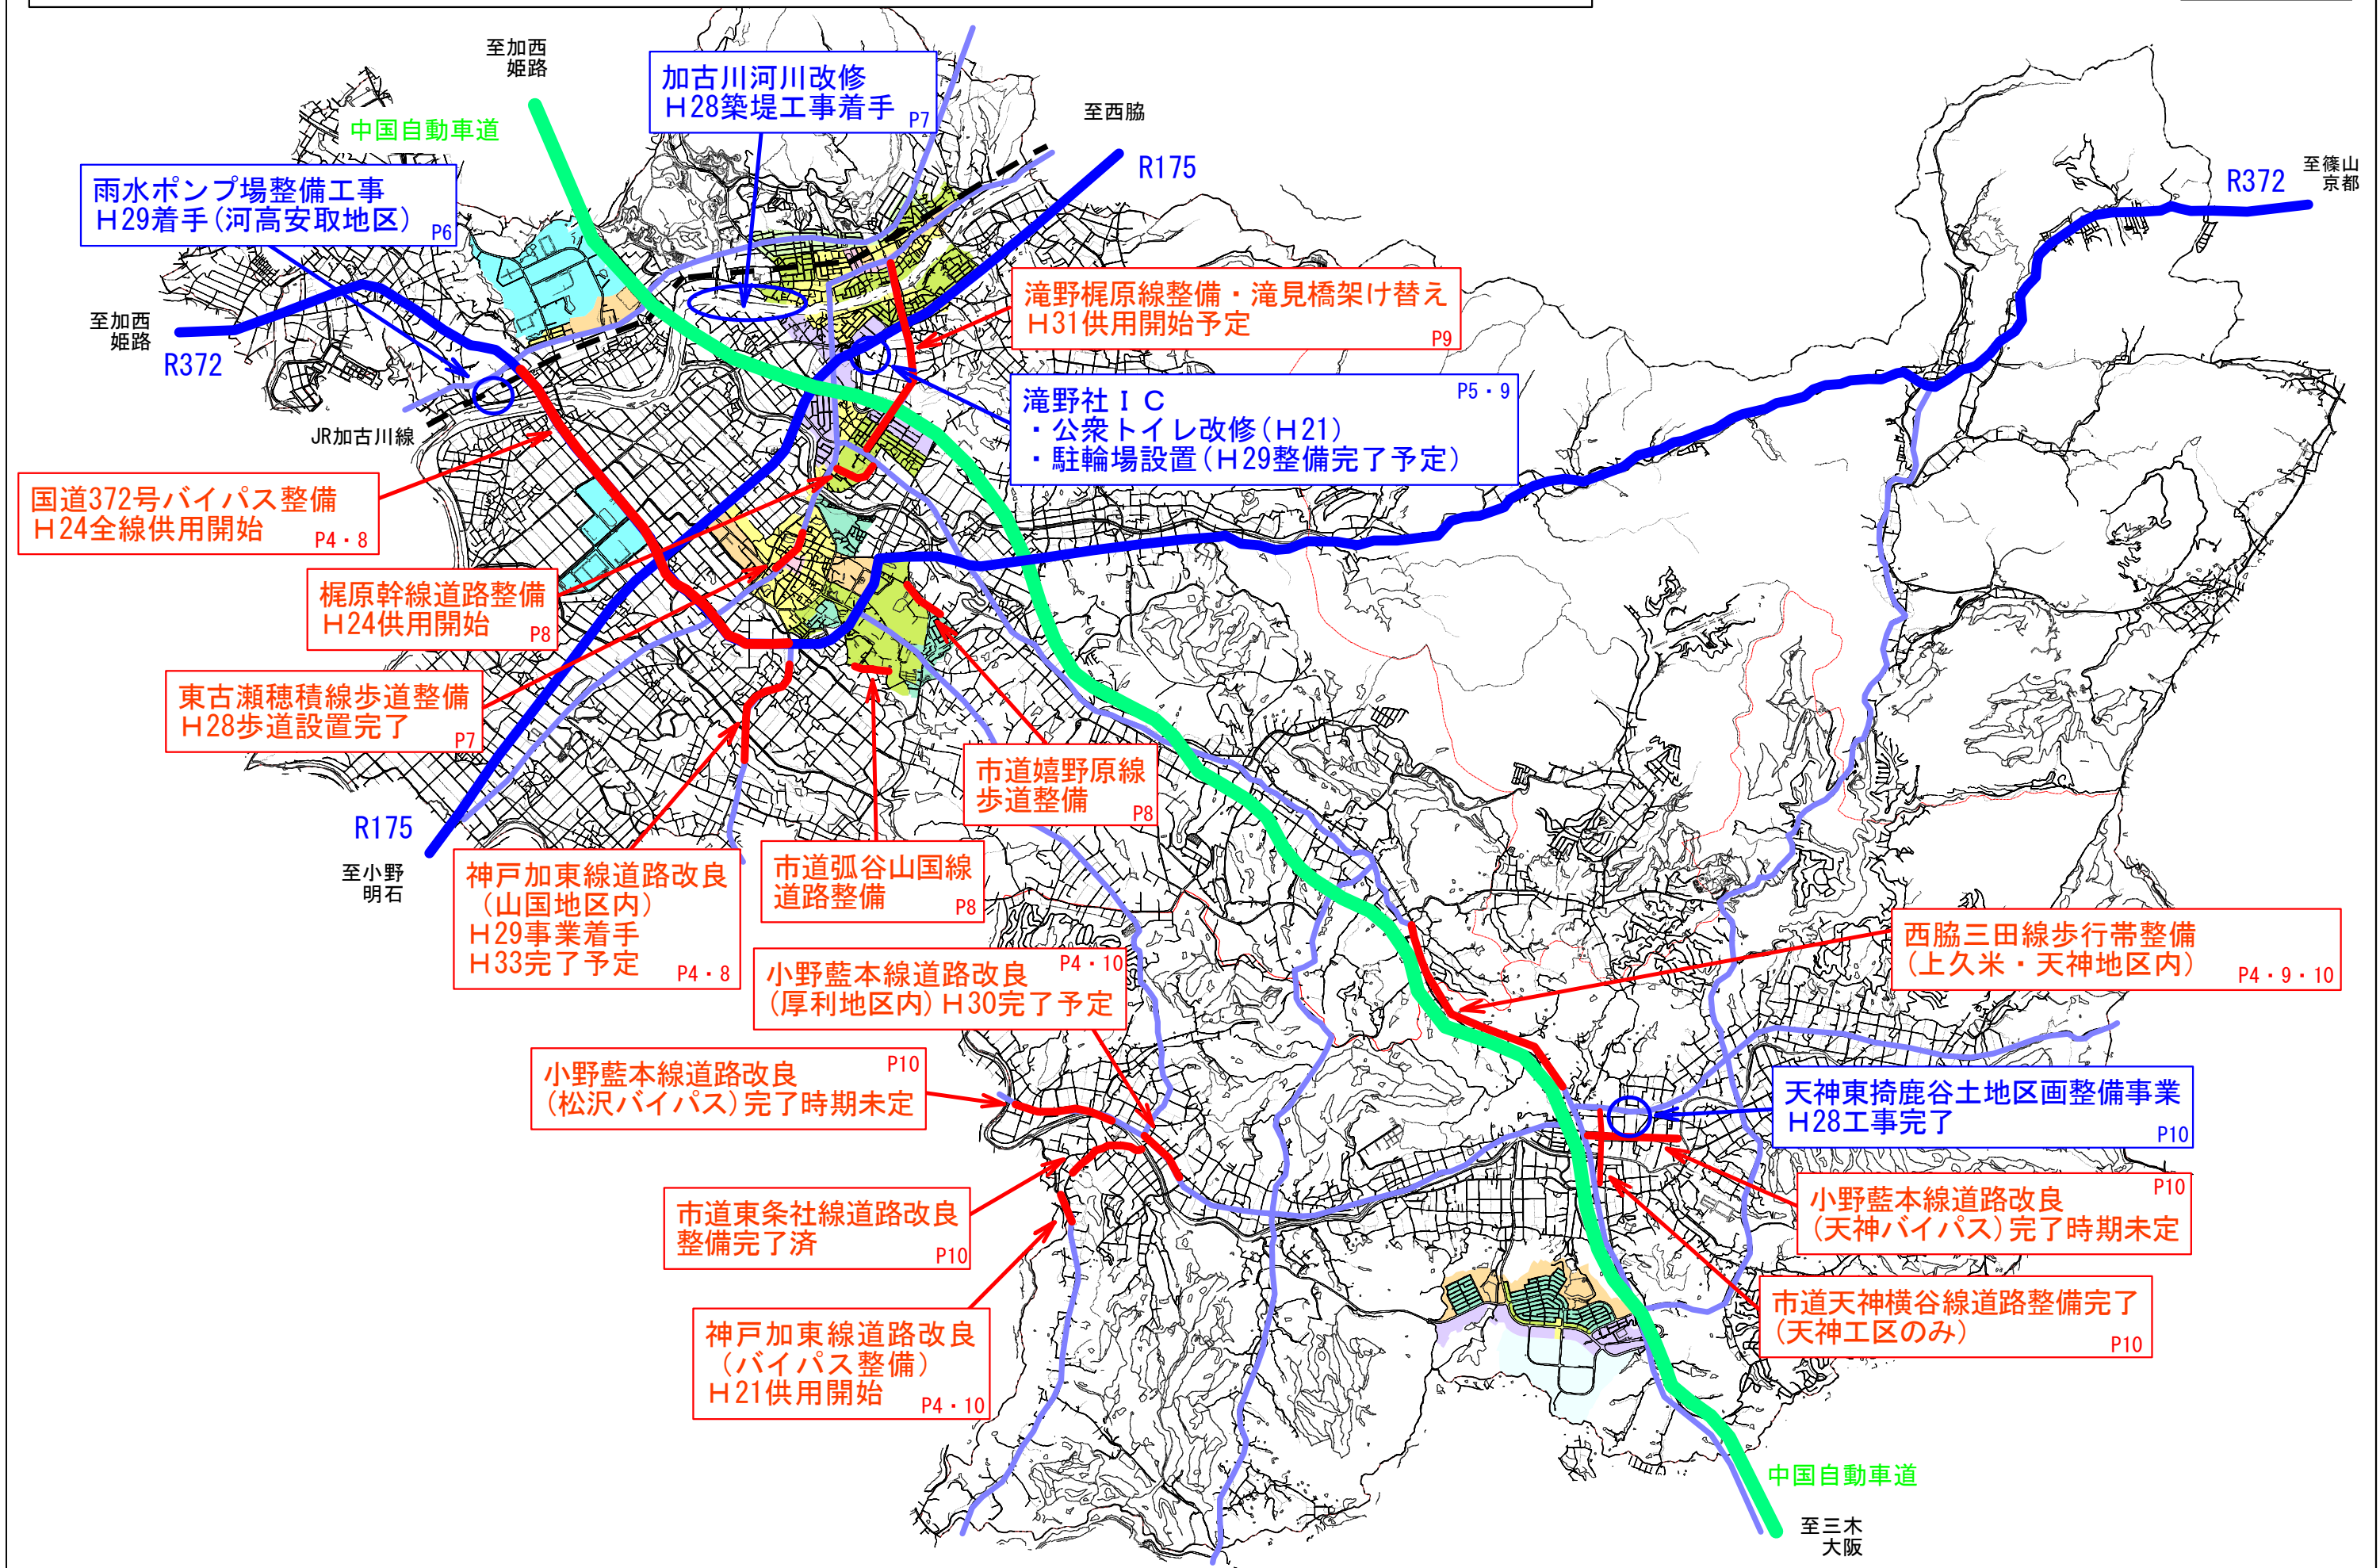 至加西
姫路
中国自動車道
加古川河川改修
H28築堤工事着手
P7
至西脇
R175
雨水ポンプ場整備工事
H29着手(河高安取地区)
P6
R372
至篠山
京都
至加西
姫路
R372
滝野梶原線整備・滝見橋架け替え
H31供用開始予定
P9
P5・9
滝野社IC
・公衆トイレ改修(H21)
・駐輪場設置(H29整備完了予定)
JR加古川線
国道372号バイパス整備
H24全線供用開始
P4・8
梶原幹線道路整備
H24供用開始
P8
東古瀬穂積線歩道整備
H28歩道設置完了
P7
市道嬉野原線
歩道整備
P8
R175
至小野
明石
神戸加東線道路改良
(山国地区内)
H29事業着手
H33完了予定
P4・8
市道弧谷山国線
道路整備
P8
P4・10
小野藍本線道路改良
(厚利地区内)H30完了予定
西脇三田線歩行帯整備
(上久米・天神地区内)
P4・9・10
P10
小野藍本線道路改良
(松沢バイパス)完了時期未定
天神東掎鹿谷土地区画整備事業
H28工事完了
P10
市道東条社線道路改良
整備完了済
P10
P10
小野藍本線道路改良
(天神バイパス)完了時期未定
神戸加東線道路改良
(バイパス整備)
H21供用開始
P4・10
市道天神横谷線道路整備完了
(天神工区のみ)
P10
中国自動車道
至三木
大阪